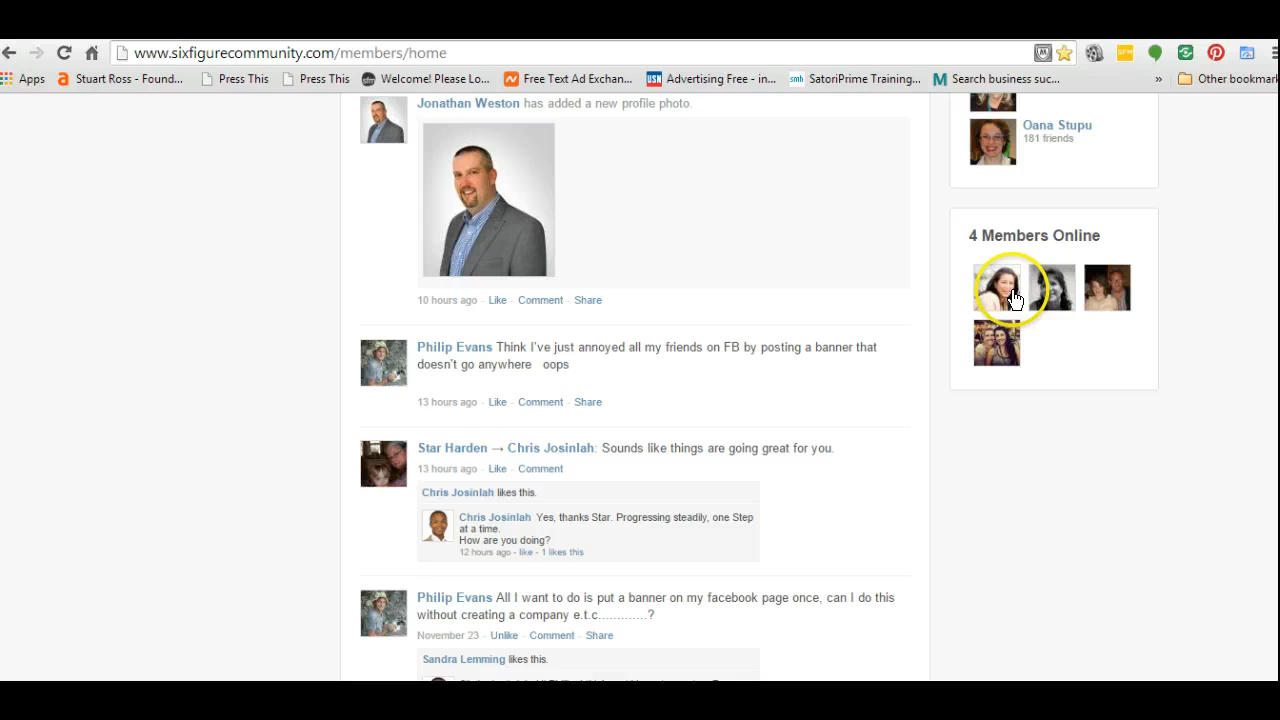 www.sixfigurecommunity.com/members/home
Apps Stuart Ross - Found... Press This Press This Welcome! Please Lo... Free Text Ad Exchan... Advertising Free - in... SatoriPrime Training... Search business suc... » Other bookmark
Jonathan Weston has added a new profile photo.
10 hours ago - Like - Comment - Share
Philip Evans Think I've just annoyed all my friends on FB by posting a banner that
doesn't go anywhere oops
13 hours ago - Like - Comment - Share
Star Harden → Chris Josinlah: Sounds like things are going great for you.
13 hours ago - Like - Comment
Chris Josinlah likes this.
Chris Josinlah Yes, thanks Star. Progressing steadily, one Step
at a time.
How are you doing?
12 hours ago - like - 1 likes this
Philip Evans All I want to do is put a banner on my facebook page once, can I do this
without creating a company e.t.c.............?
November 23 - Unlike - Comment - Share
Sandra Lemming likes this.
Oana Stupu
181 friends
4 Members Online